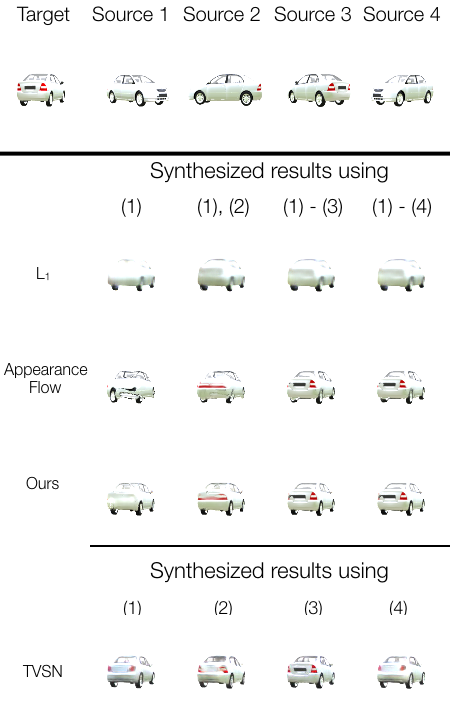 Target Source 1 Source 2 Source 3 Source 4
Synthesized results using
(1) (1), (2) (1) - (3) (1) - (4)
L₁
Appearance
Flow
Ours
Synthesized results using
(1) (2) (3) (4)
TVSN